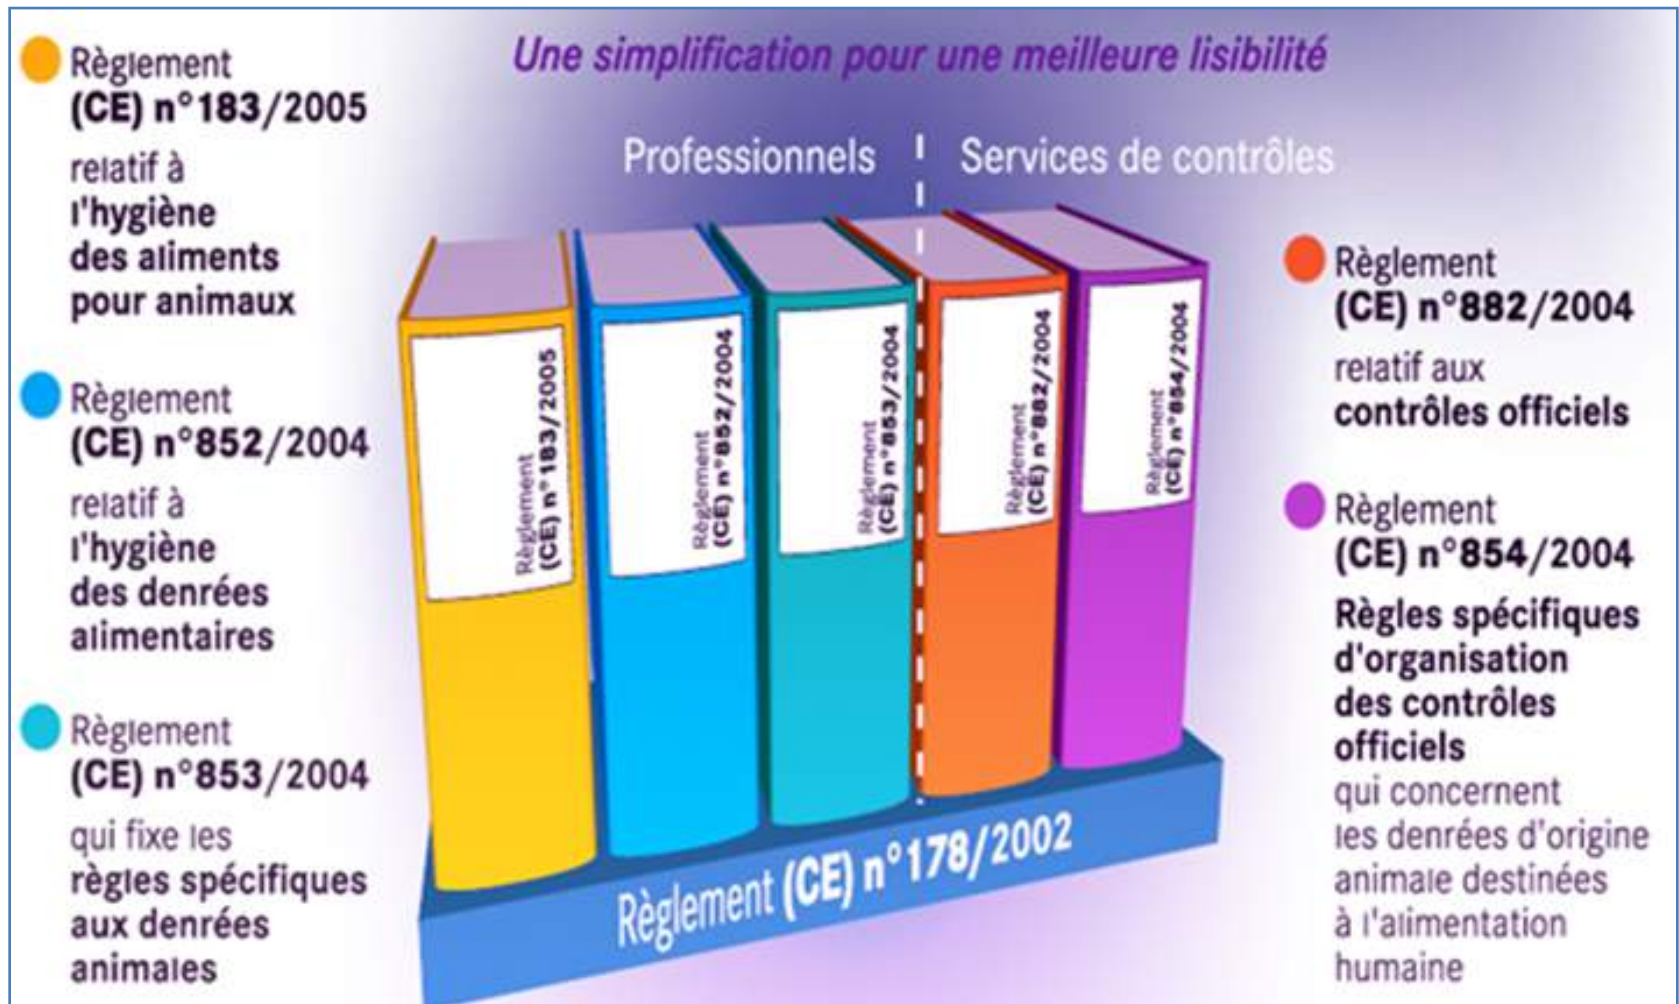 Une simplification pour une meilleure lisibilité
Professionnels
Services de contrôles
Règlement
(CE) n°183/2005
relatif à
l'hygiène
des aliments
pour animaux
Règlement
(CE) n°852/2004
relatif à
l'hygiène
des denrées
alimentaires
Règlement
(CE) n°853/2004
qui fixe les
règles spécifiques
aux denrées
animales
Règlement
(CE) n°183/2005
Règlement
(CE) n°852/2004
Règlement
(CE) n°853/2004
Règlement
(CE) n°882/2004
Règlement
(CE) n°854/2004
Règlement (CE) n°178/2002
Règlement
(CE) n°882/2004
relatif aux
contrôles officiels
Règlement
(CE) n°854/2004
Règles spécifiques
d'organisation
des contrôles
officiels
qui concernent
les denrées d'origine
animale destinées
à l'alimentation
humaine